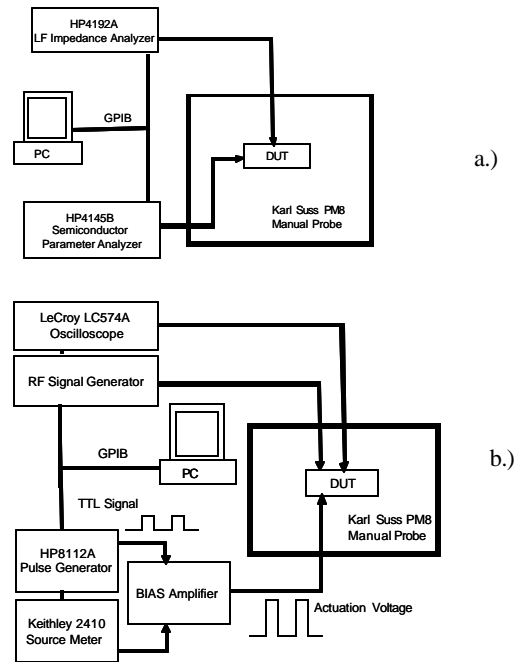 HP4192A
LF Impedance Analyzer
GPIB
PC
DUT
a.)
Karl Suss PM8
Manual Probe
HP4145B
Semiconductor
Parameter Analyzer
LeCroy LC574A
Oscilloscope
RF Signal Generator
GPIB
PC
DUT
b.)
Karl Suss PM8
Manual Probe
TTL Signal
HP8112A
Pulse Generator
BIAS Amplifier
Actuation Voltage
Keithley 2410
Source Meter